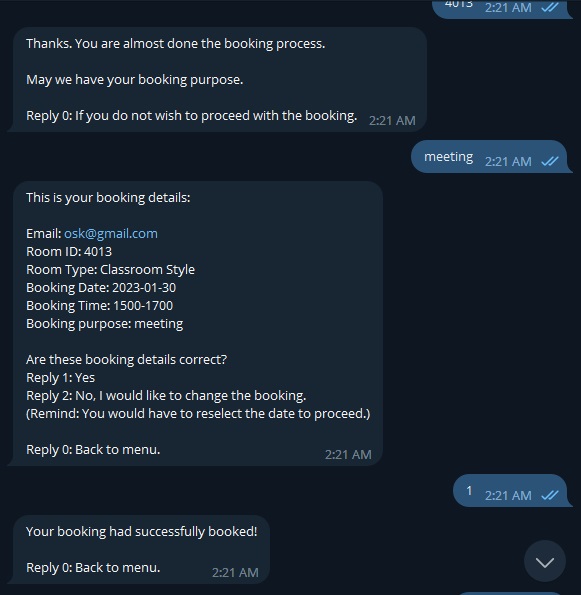 4013 2:21 AM
Thanks. You are almost done the booking process.
May we have your booking purpose.
Reply 0: If you do not wish to proceed with the booking. 2:21 AM
meeting 2:21 AM
This is your booking details:
Email: osk@gmail.com
Room ID: 4013
Room Type: Classroom Style
Booking Date: 2023-01-30
Booking Time: 1500-1700
Booking purpose: meeting
Are these booking details correct?
Reply 1: Yes
Reply 2: No, I would like to change the booking.
(Remind: You would have to reselect the date to proceed.)
Reply 0: Back to menu. 2:21 AM
1 2:21 AM
Your booking had successfully booked!
Reply 0: Back to menu. 2:21 AM